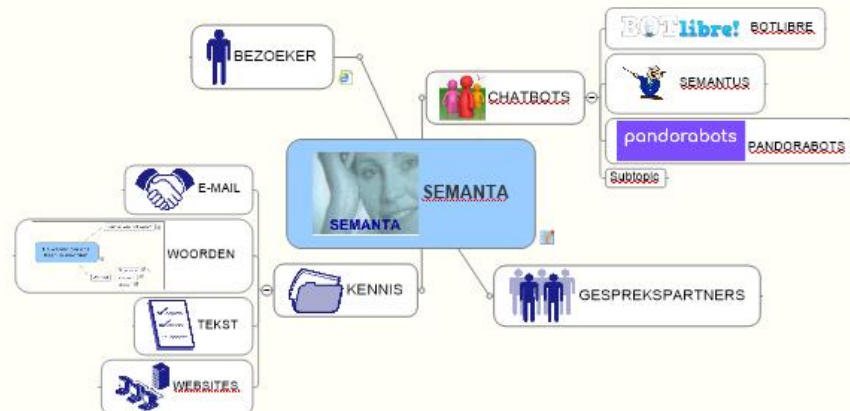 BEZOEKER
BOTlibre! BOTLIBRE
CHATBOTS
SEMANTUS
pandorabots PANDORABOTS
Subtopic
SEMANTA
SEMANTA
E-MAIL
WOORDEN
KENNIS
GESPREKSPARTNERS
TEKST
WEBSITES